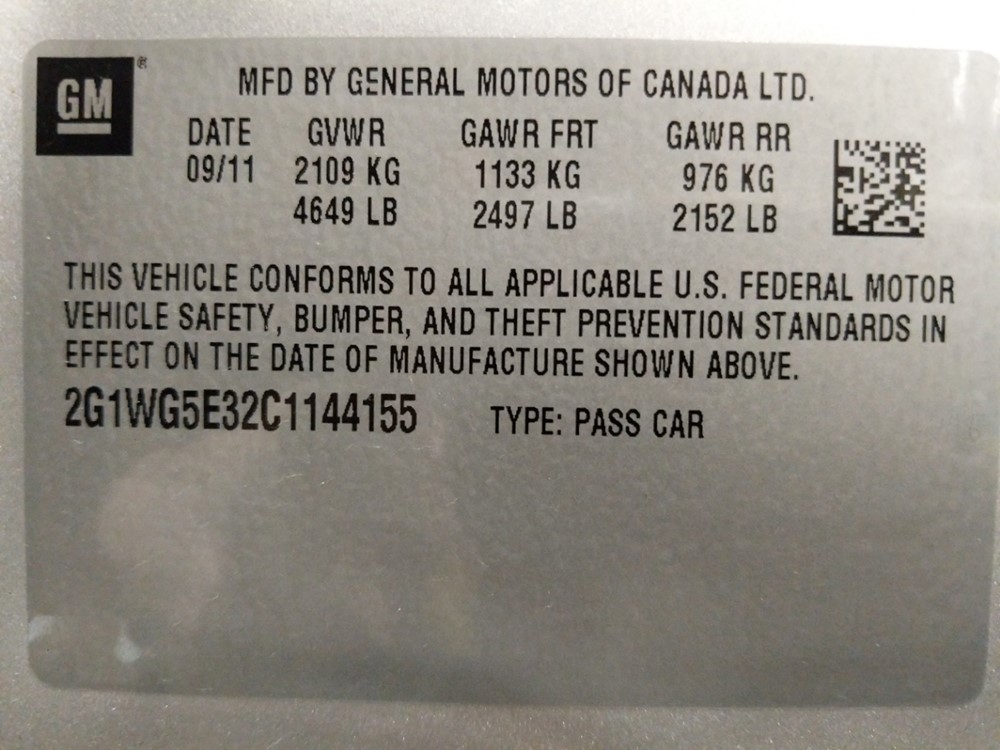 GM®
MFD BY GENERAL MOTORS OF CANADA LTD.
DATE GVWR GAWR FRT GAWR RR
09/11 2109 KG 1133 KG 976 KG
4649 LB 2497 LB 2152 LB
THIS VEHICLE CONFORMS TO ALL APPLICABLE U.S. FEDERAL MOTOR
VEHICLE SAFETY, BUMPER, AND THEFT PREVENTION STANDARDS IN
EFFECT ON THE DATE OF MANUFACTURE SHOWN ABOVE.
2G1WG5E32C1144155 TYPE: PASS CAR